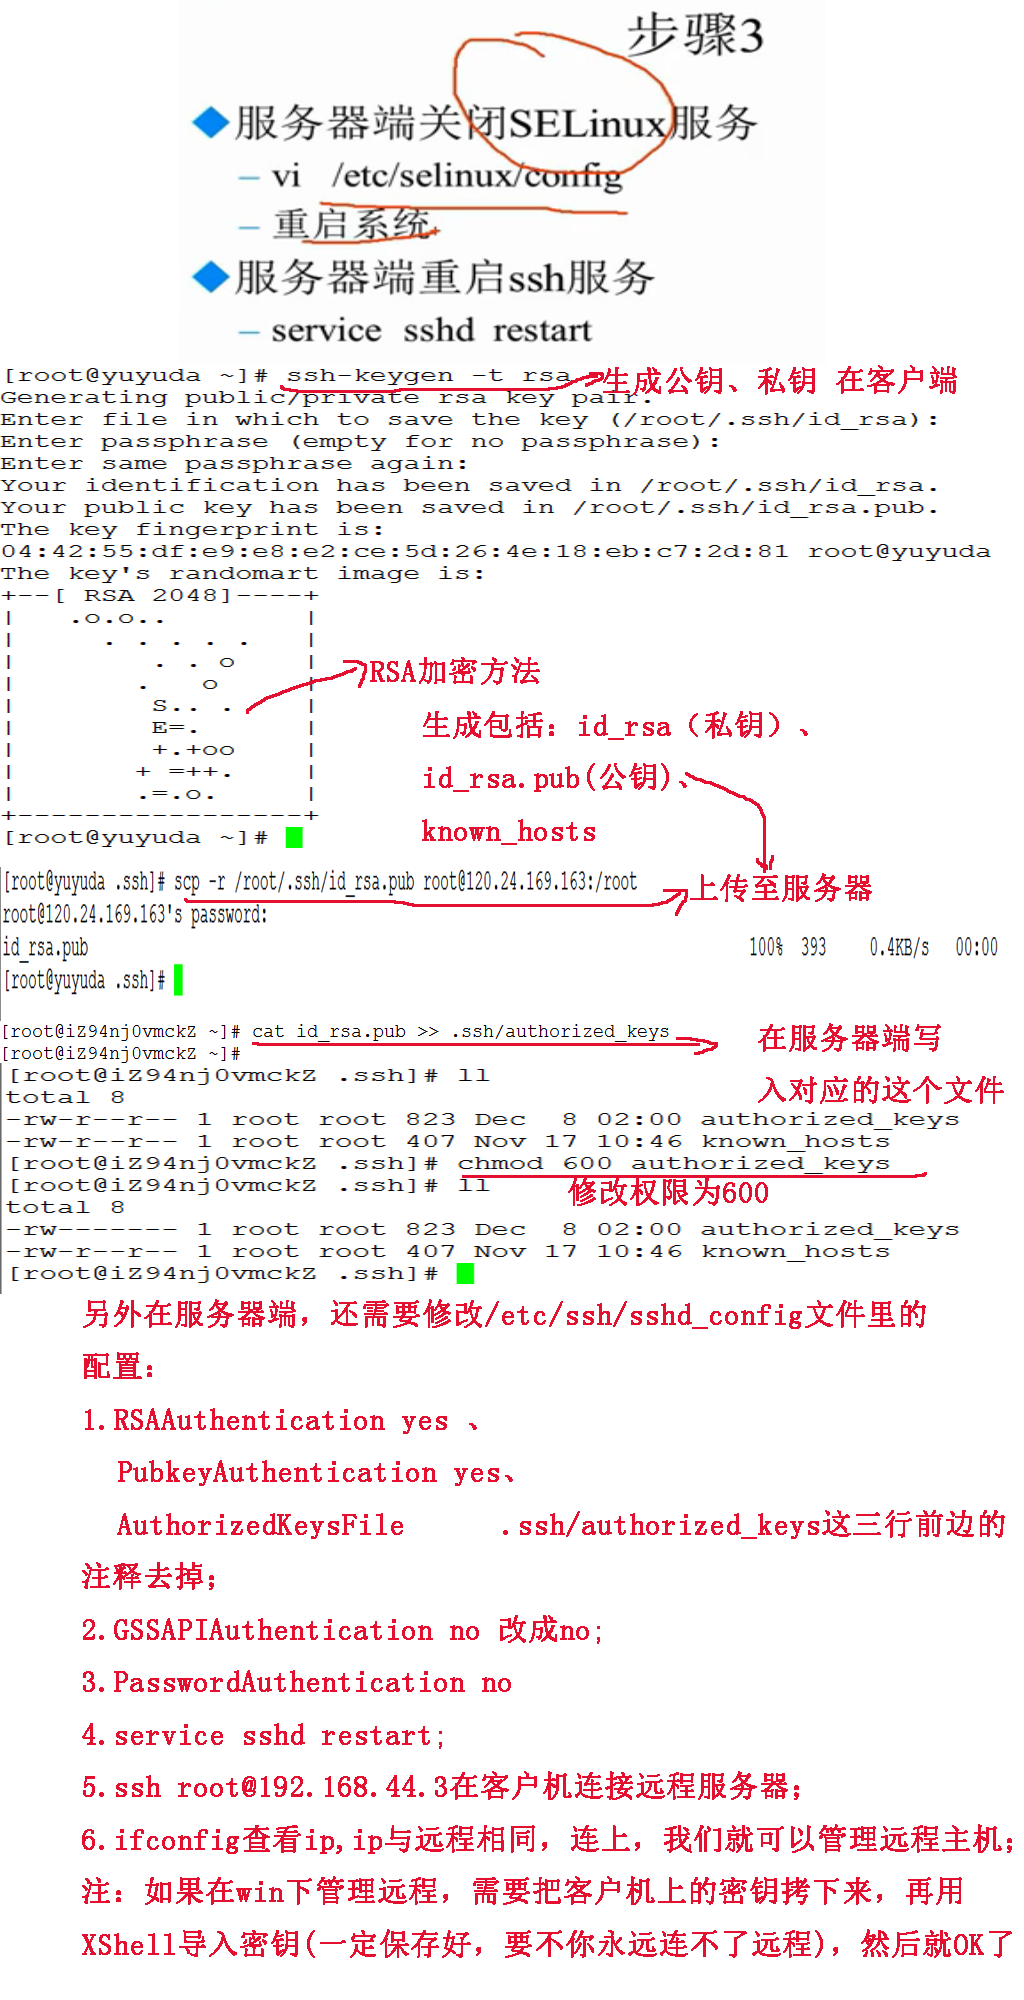 步骤3
服务器端关闭SELinux服务
– vi /etc/selinux/config
– 重启系统
服务器端重启ssh服务
– service sshd restart
[root@yuyuda ~]# ssh-keygen -t rsa 生成公钥、私钥 在客户端
Generating public/private rsa key pair.
Enter file in which to save the key (/root/.ssh/id_rsa):
Enter passphrase (empty for no passphrase):
Enter same passphrase again:
Your identification has been saved in /root/.ssh/id_rsa.
Your public key has been saved in /root/.ssh/id_rsa.pub.
The key fingerprint is:
04:42:55:df:e9:e8:e2:ce:5d:26:4e:18:eb:c7:2d:81 root@yuyuda
The key's randomart image is:
+--[ RSA 2048]----+
|    .o.o..        |
|      . . . . .   |
|         . . o    |
|        .   o     |
|         S.. .    |
|         E=.      |
|         +.+oo    |
|        + =++.    |
|        .=.o.     |
+-----------------+
[root@yuyuda ~]#
RSA加密方法
生成包括: id_rsa（私钥）、
id_rsa.pub(公钥)、
known_hosts
[root@yuyuda .ssh]# scp -r /root/.ssh/id_rsa.pub root@120.24.169.163:/root 上传至服务器
root@120.24.169.163's password:
id_rsa.pub 100% 393 0.4KB/s 00:00
[root@yuyuda .ssh]#
[root@iZ94nj0vmckZ ~]# cat id_rsa.pub >> .ssh/authorized_keys
[root@iZ94nj0vmckZ ~]#
在服务器端写
入对应的这个文件
[root@iZ94nj0vmckZ .ssh]# ll
total 8
-rw-r--r-- 1 root root 823 Dec  8 02:00 authorized_keys
-rw-r--r-- 1 root root 407 Nov 17 10:46 known_hosts
[root@iZ94nj0vmckZ .ssh]# chmod 600 authorized_keys
[root@iZ94nj0vmckZ .ssh]# ll
修改权限为600
total 8
-rw------- 1 root root 823 Dec  8 02:00 authorized_keys
-rw-r--r-- 1 root root 407 Nov 17 10:46 known_hosts
[root@iZ94nj0vmckZ .ssh]#
另外在服务器端，还需要修改/etc/ssh/sshd_config文件里的
配置：
1.RSAAuthentication yes 、
PubkeyAuthentication yes、
AuthorizedKeysFile .ssh/authorized_keys这三行前边的
注释去掉；
2.GSSAPIAuthentication no 改成no;
3.PasswordAuthentication no
4.service sshd restart;
5.ssh root@192.168.44.3在客户机连接远程服务器；
6.ifconfig查看ip,ip与远程相同，连上，我们就可以管理远程主机；
注：如果在win下管理远程，需要把客户机上的密钥拷下来，再用
XShell导入密钥(一定保存好，要不你永远连不了远程)，然后就OK了